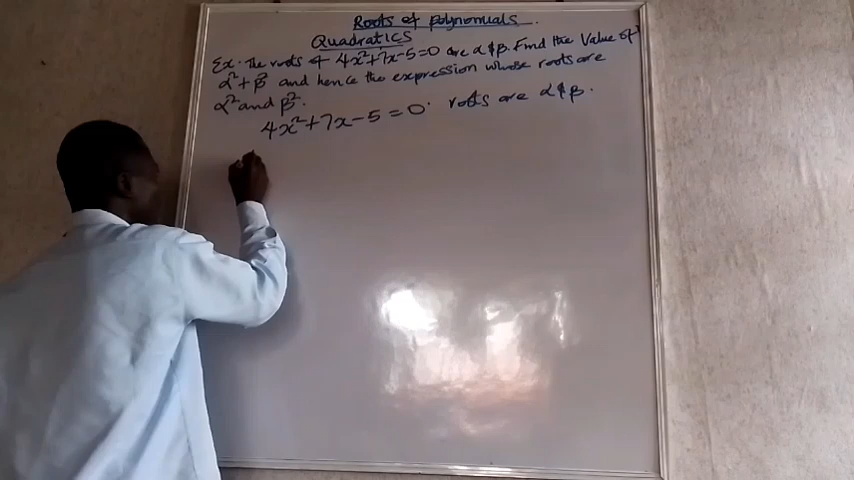 Roots of polynomials.
Quadratics
Ex. The roots of 4x²+7x-5=0 are α & β. Find the value of
α²+β² and hence the expression whose roots are
α² and β².
4x²+7x-5=0. roots are α & β.